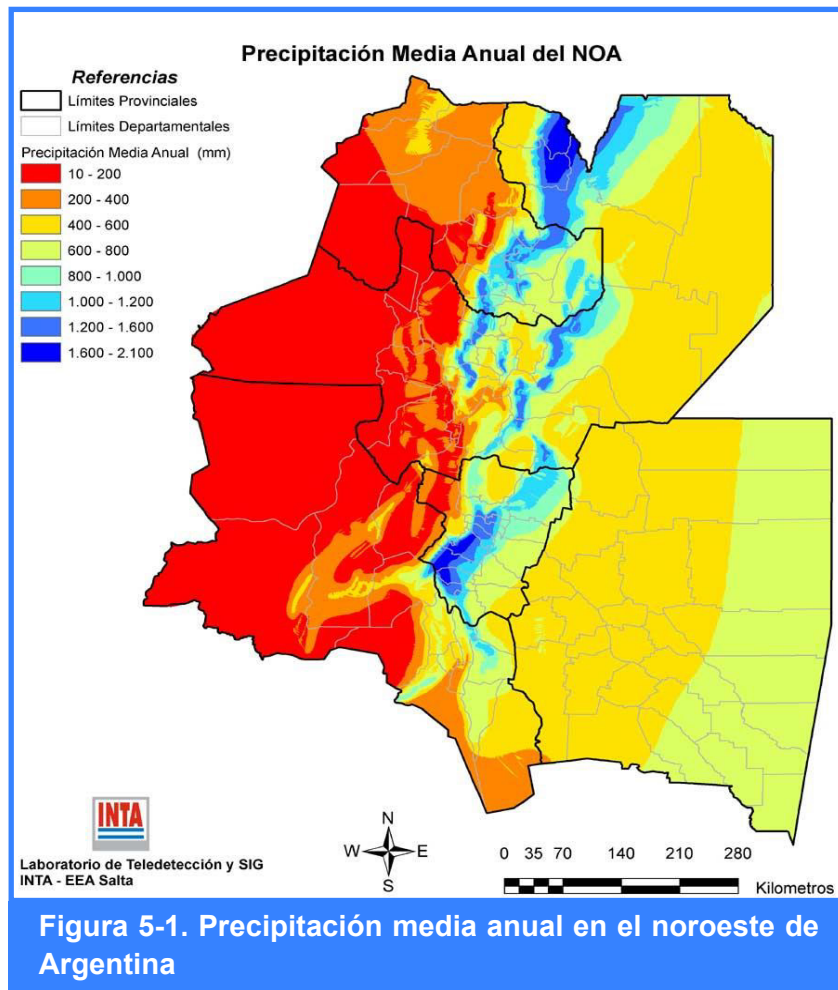 Precipitación Media Anual del NOA
Referencias
Límites Provinciales
Límites Departamentales
Precipitación Media Anual (mm)
10 - 200
200 - 400
400 - 600
600 - 800
800 - 1.000
1.000 - 1.200
1.200 - 1.600
1.600 - 2.100
INTA
Laboratorio de Teledetección y SIG
INTA - EEA Salta
N
W E
S
0 35 70 140 210 280
Kilometros
Figura 5-1. Precipitación media anual en el noroeste de
Argentina